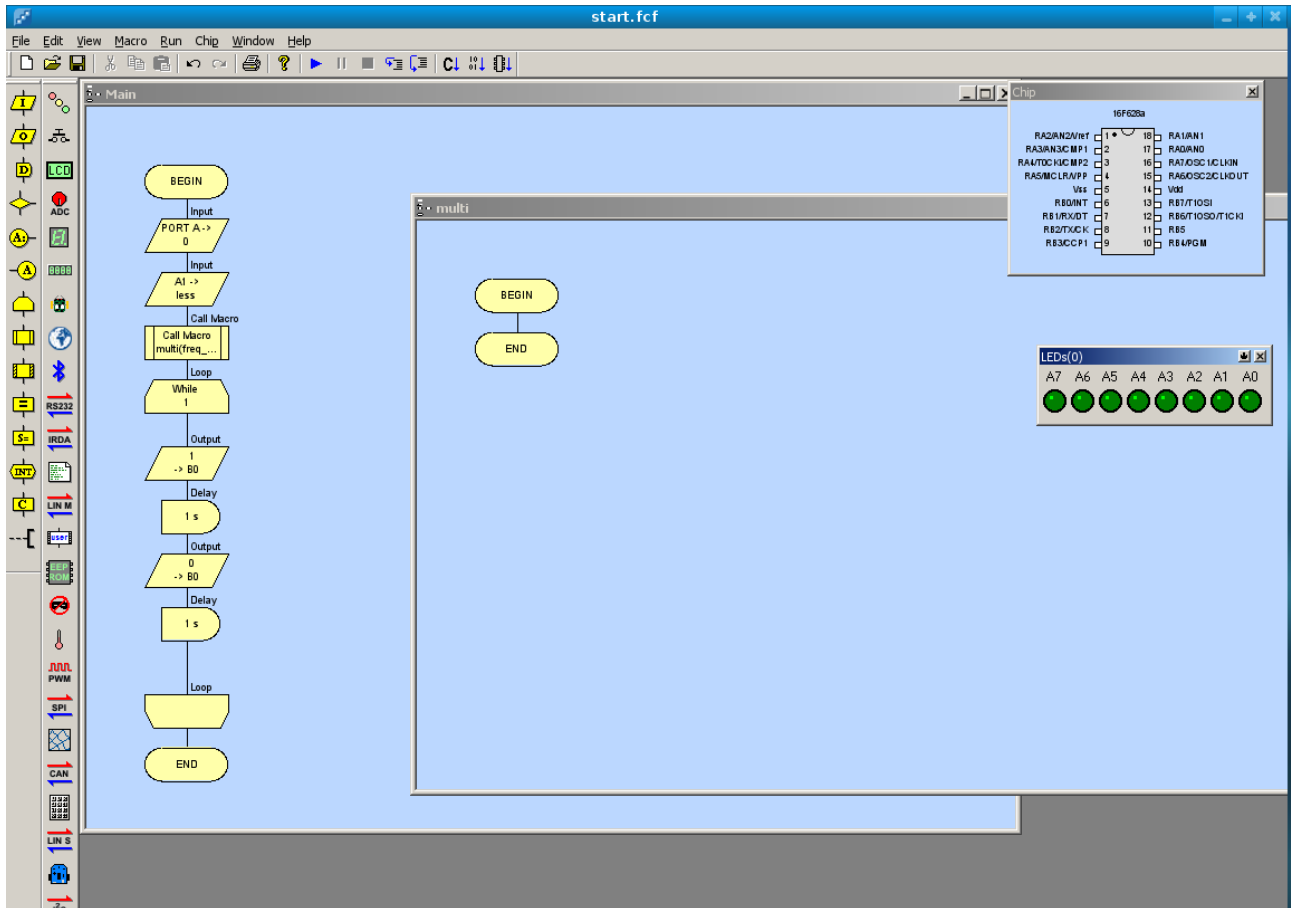 start.fcf
File Edit View Macro Run Chip Window Help
Main
BEGIN
Input
PORT A->
0
Input
A1 ->
less
Call Macro
Call Macro
multi(freq_...
Loop
While
1
Output
1
-> B0
Delay
1 s
Output
0
-> B0
Delay
1 s
Loop
END
multi
BEGIN
END
Chip
16F628a
RA2/AN2/Vref 1 18 RA1/AN1
RA3/AN3/CMP1 2 17 RA0/AN0
RA4/T0CKI/CMP2 3 16 RA7/OSC1/CLKIN
RA5/MCLR/VPP 4 15 RA6/OSC2/CLKOUT
Vss 5 14 Vdd
RB0/INT 6 13 RB7/T1OSI
RB1/RX/DT 7 12 RB6/T1OSO/T1CKI
RB2/TX/CK 8 11 RB5
RB3/CCP1 9 10 RB4/PGM
LEDs(0)
A7 A6 A5 A4 A3 A2 A1 A0
I
O
D
A:
A
S=
INT
C
LCD
ADC
8888
RS232
IRDA
LIN M
user
EEP
ROM
PWM
SPI
CAN
LIN S